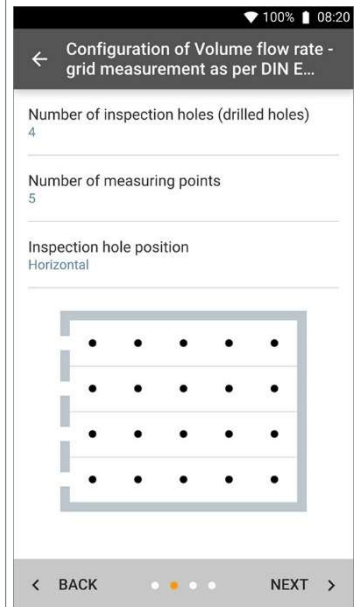 100% 08:20
Configuration of Volume flow rate -
grid measurement as per DIN E...
Number of inspection holes (drilled holes)
4
Number of measuring points
5
Inspection hole position
Horizontal
BACK NEXT